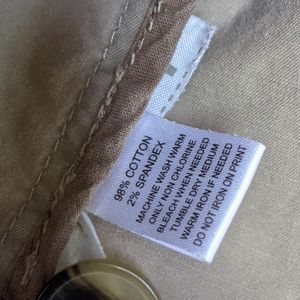 98% COTTON
2% SPANDEX
MACHINE WASH WARM
ONLY NON CHLORINE
BLEACH WHEN NEEDED
TUMBLE DRY MEDIUM
WARM IRON IF NEEDED
DO NOT IRON ON PRINT